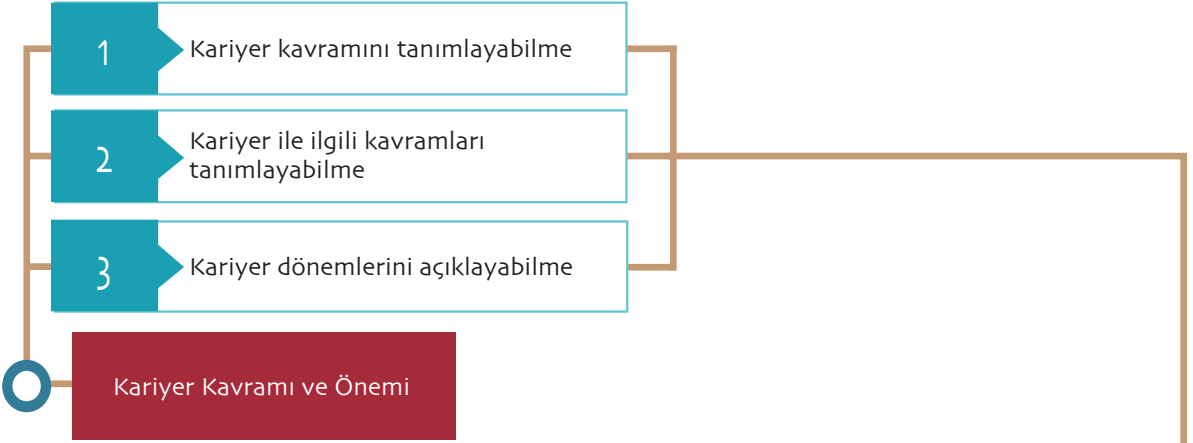 1
Kariyer kavramını tanımlayabilme
2
Kariyer ile ilgili kavramları
tanımlayabilme
3
Kariyer dönemlerini açıklayabilme
Kariyer Kavramı ve Önemi